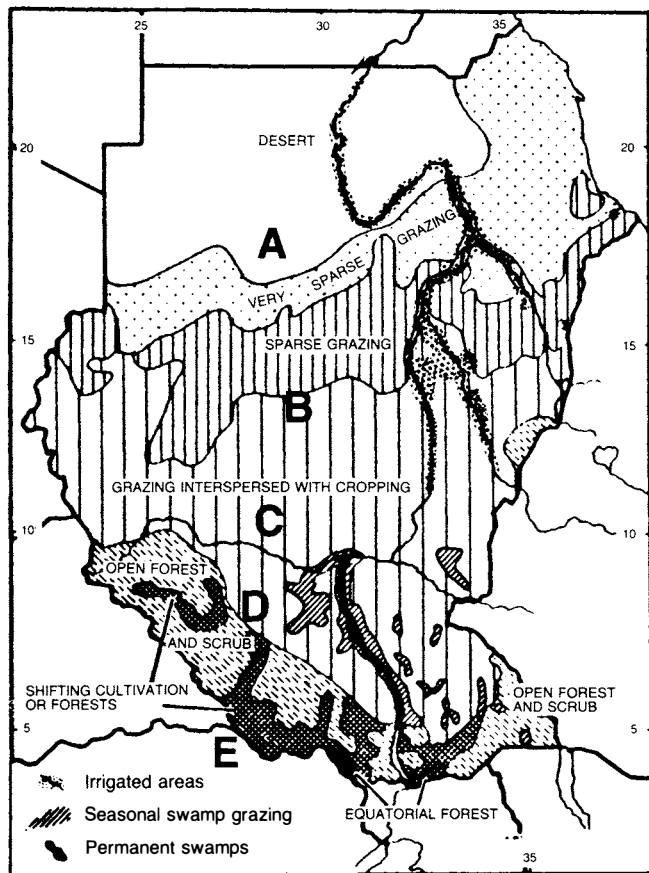 25
30
35
20
DESERT
20
A
VERY SPARSE GRAZING
15
SPARSE GRAZING
15
B
GRAZING INTERSPERSED WITH CROPPING
C
10
10
OPEN FOREST
D
AND SCRUB
SHIFTING CULTIVATION
OR FORESTS
OPEN FOREST
AND SCRUB
5
5
E
Irrigated areas
EQUATORIAL FOREST
Seasonal swamp grazing
Permanent swamps
35